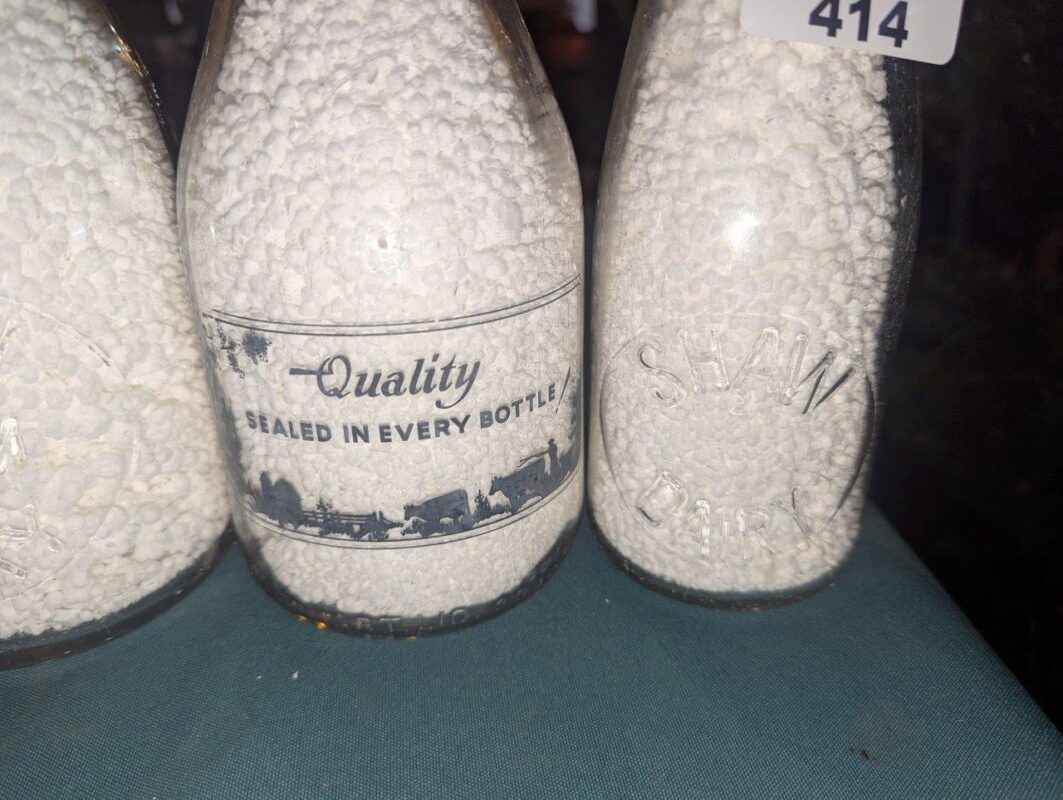 414
Quality
SEALED IN EVERY BOTTLE!
SHAW
DAIRY